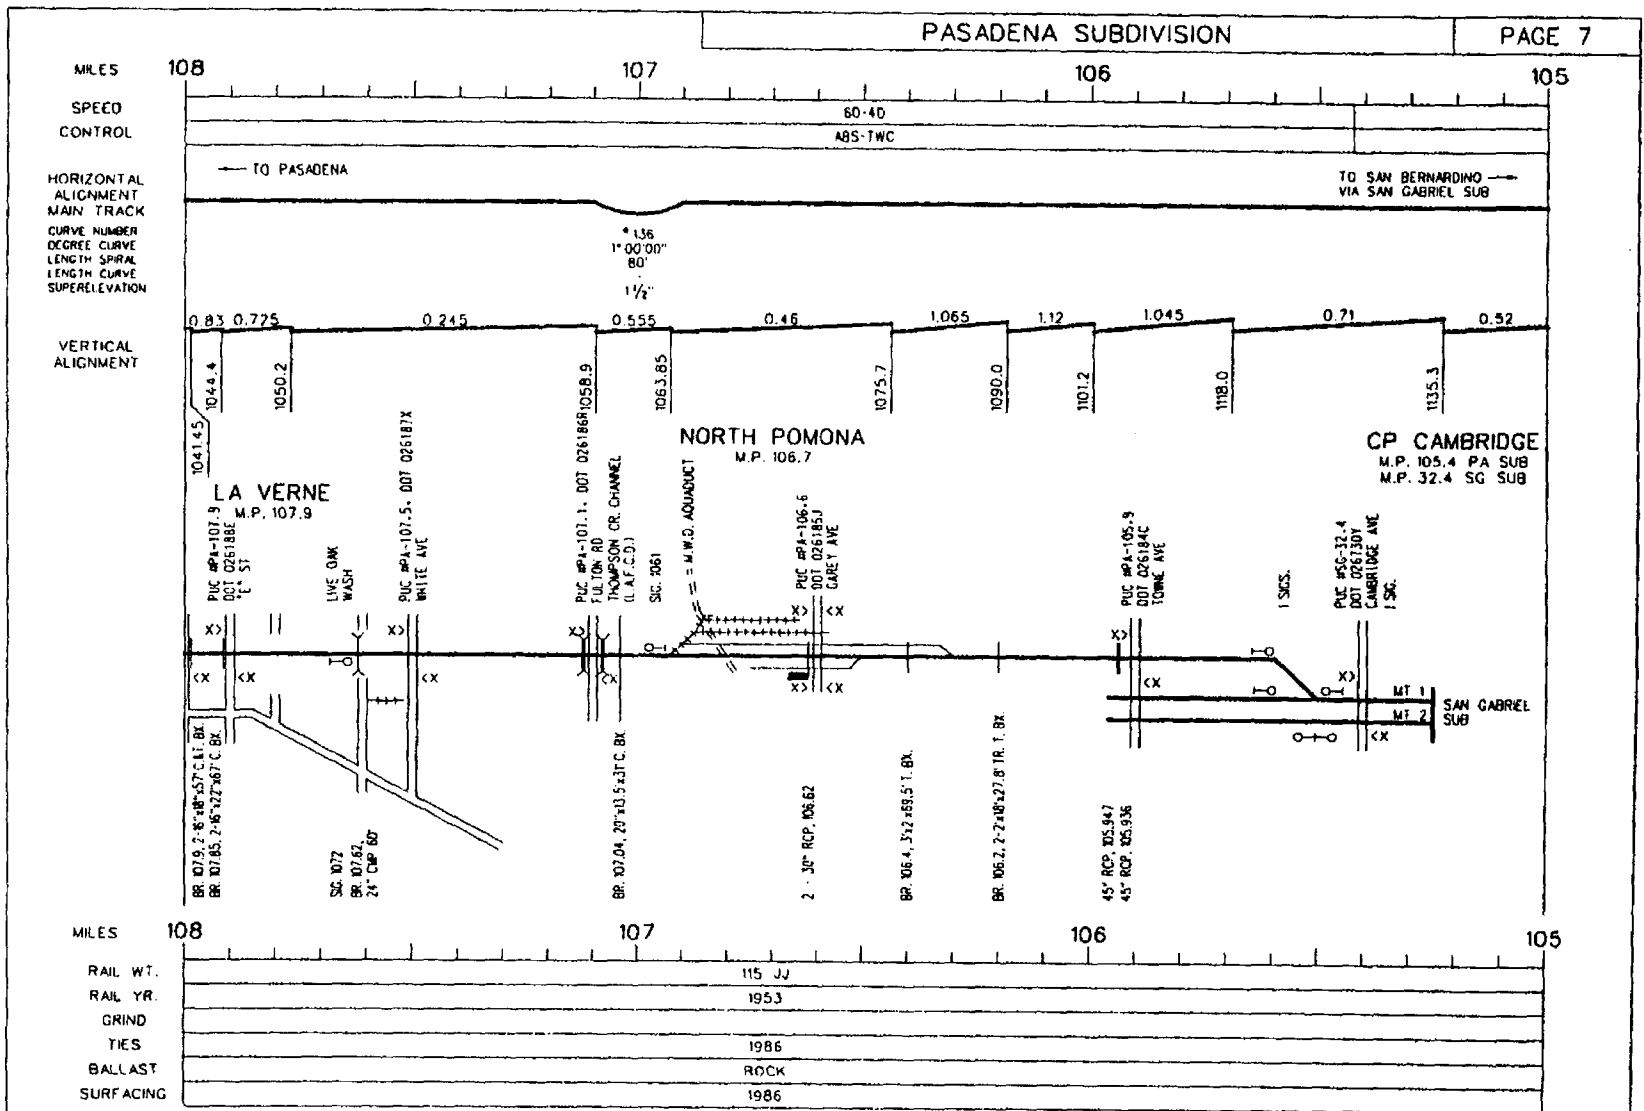 PASADENA SUBDIVISION
PAGE 7
MILES 108 107 106 105
SPEED 60-40
CONTROL ABS-TWC
← TO PASADENA
TO SAN BERNARDINO →
VIA SAN GABRIEL SUB
HORIZONTAL
ALIGNMENT
MAIN TRACK
CURVE NUMBER
DEGREE CURVE
LENGTH SPIRAL
LENGTH CURVE
SUPERELEVATION
136
1°00'00"
80'
1 1/2"
0.83 0.725 0.245 0.555 0.46 1.065 1.12 1.045 0.71 0.52
VERTICAL
ALIGNMENT
1041.45
1044.4
1050.2
1058.9
1063.85
1075.7
1090.0
1101.2
1118.0
1135.3
LA VERNE
M.P. 107.9
NORTH POMONA
M.P. 106.7
CP CAMBRIDGE
M.P. 105.4 PA SUB
M.P. 32.4 SG SUB
PUC #PA-107.9
DOT 026188E
"E" ST
LIVE OAK
WASH
PUC #PA-107.5, DOT 026187X
WHITE AVE
PUC #PA-107.1, DOT 026186R
FULTON RD
THOMPSON CR. CHANNEL
(L.A.F.C.D.)
SIG. 1061
M.W.D. AQUADUCT
PUC #PA-106.6
DOT 026185J
GAREY AVE
PUC #PA-105.9
DOT 026184C
TOWNE AVE
1 SIGS.
PUC #SG-32.4
DOT 026730Y
CAMBRIDGE AVE
1 SIG.
MT 1
MT 2
SAN GABRIEL
SUB
BR. 107.9, 2-16"x18"x57' C.&T. BX.
BR. 107.85, 2-16"x22"x67' C. BX.
SIG. 1072
BR. 107.62,
24" CMP 60'
BR. 107.04, 20"x13.5'x31' C. BX.
2 - 30" RCP, 106.62
BR. 106.4, 3'x2'x69.5' T. BX.
BR. 106.2, 2-2'x18"x27.8' TR. T. BX.
45" RCP, 105.947
45" RCP, 105.936
MILES 108 107 106 105
RAIL WT. 115 JJ
RAIL YR. 1953
GRIND
TIES 1986
BALLAST ROCK
SURFACING 1986